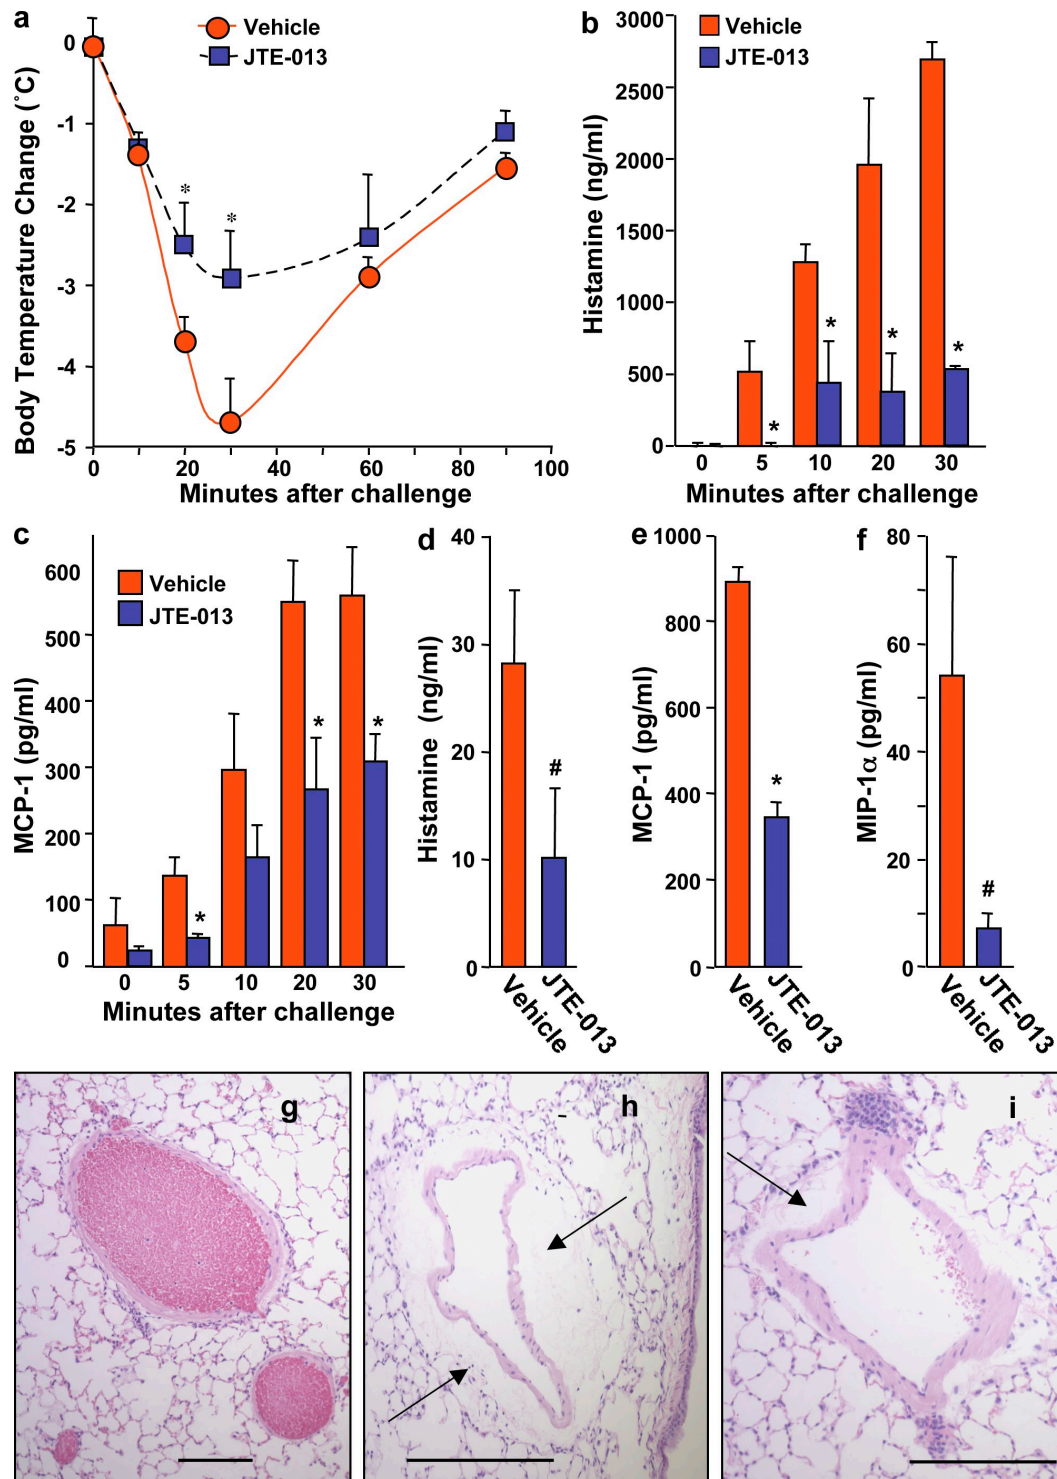 a
Vehicle
JTE-013
Body Temperature Change (˚C)
0
-1
-2
-3
-4
-5
*
*
0 20 40 60 80 100
Minutes after challenge
b
Vehicle
JTE-013
Histamine (ng/ml)
3000
2500
2000
1500
1000
500
0
*
*
*
*
0 5 10 20 30
Minutes after challenge
c
Vehicle
JTE-013
MCP-1 (pg/ml)
600
500
400
300
200
100
0
*
*
*
0 5 10 20 30
Minutes after challenge
d
Histamine (ng/ml)
40
30
20
10
0
#
Vehicle
JTE-013
e
MCP-1 (pg/ml)
1000
800
600
400
200
0
*
Vehicle
JTE-013
f
MIP-1α (pg/ml)
80
60
40
20
0
#
Vehicle
JTE-013
g
h
i